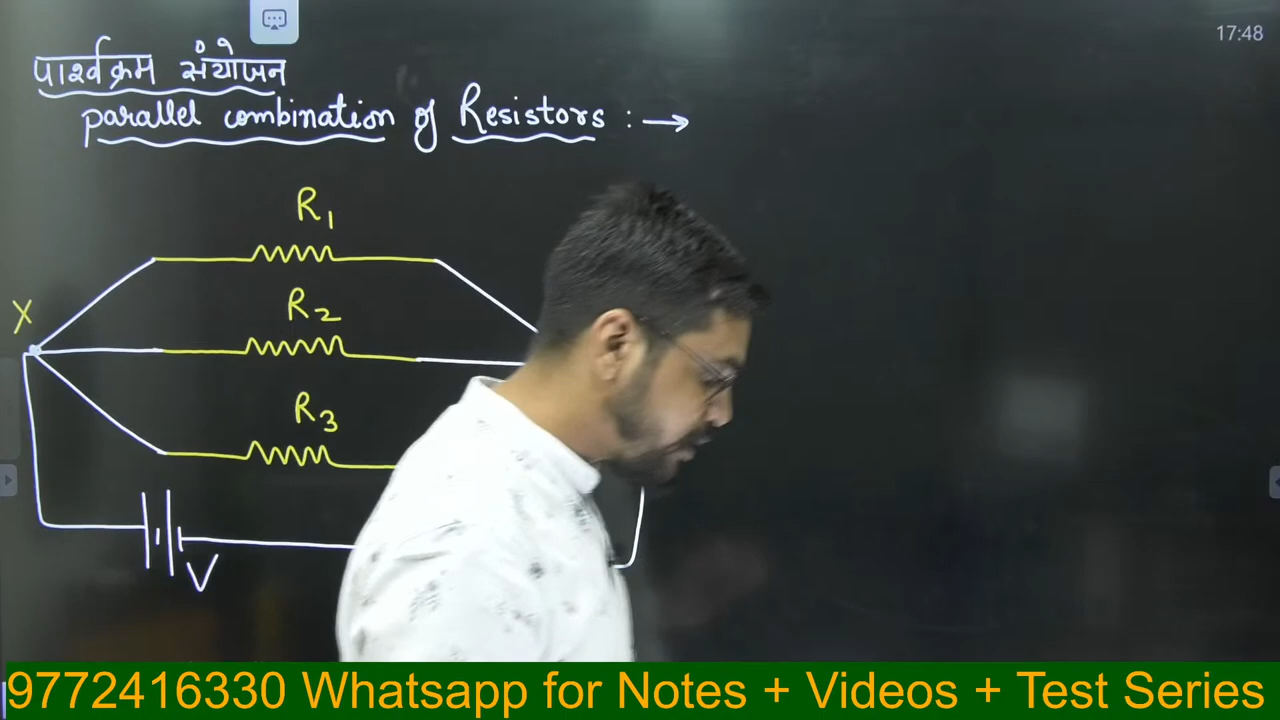 17:48
पार्श्वक्रम संयोजन
parallel combination of Resistors : →
R1
X
R2
R3
V
9772416330 Whatsapp for Notes + Videos + Test Series